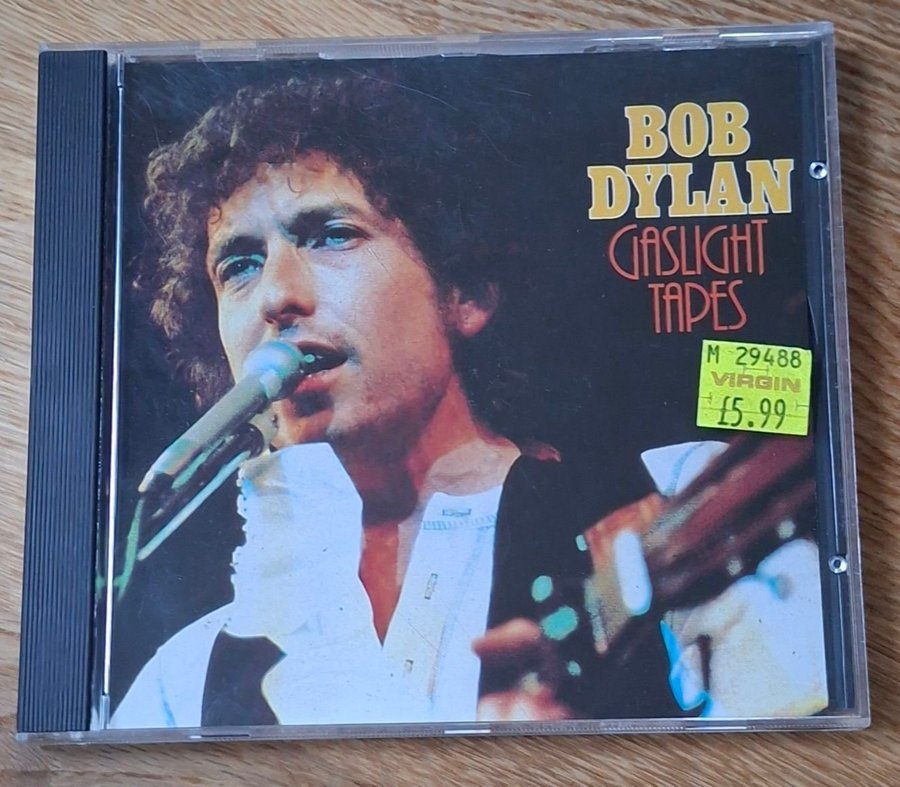 BOB
DYLAN
GASLIGHT
TAPES
M 29488
VIRGIN
£5.99